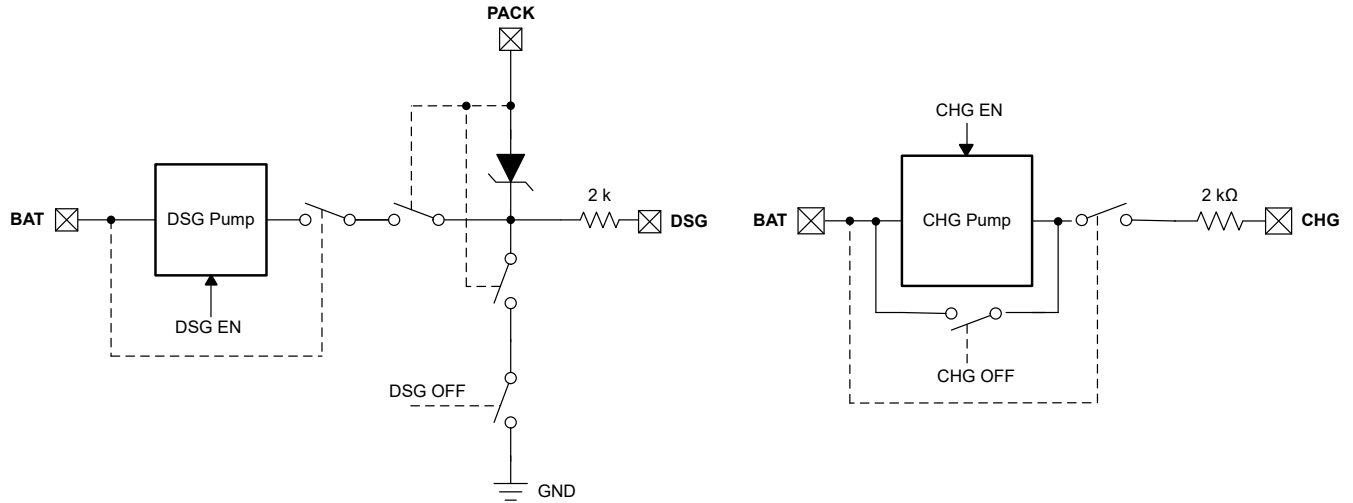 PACK
CHG EN
BAT
DSG Pump
2 k
DSG
BAT
CHG Pump
2 kΩ
CHG
DSG EN
CHG OFF
DSG OFF
GND